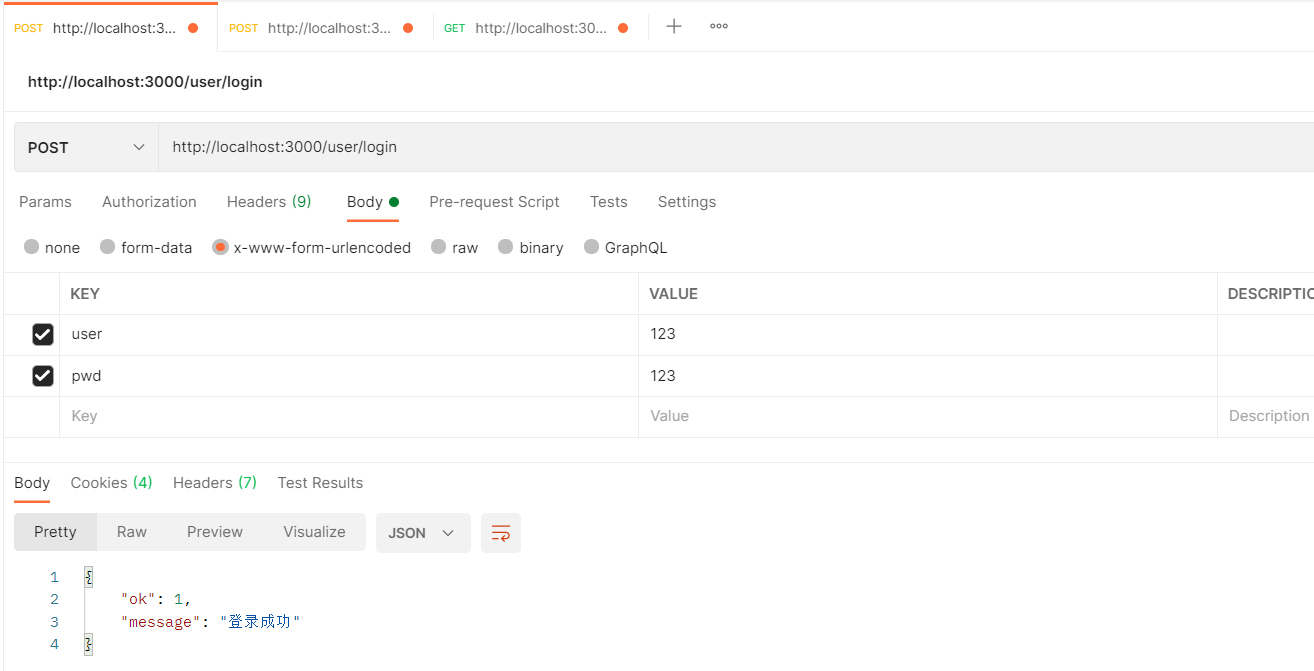 POST http://localhost:3... POST http://localhost:3... GET http://localhost:30...
http://localhost:3000/user/login
POST http://localhost:3000/user/login
Params Authorization Headers (9) Body Pre-request Script Tests Settings
none form-data x-www-form-urlencoded raw binary GraphQL
KEY VALUE DESCRIPTIO
user 123
pwd 123
Key Value Description
Body Cookies (4) Headers (7) Test Results
Pretty Raw Preview Visualize JSON
1 {
2 "ok": 1,
3 "message": "登录成功"
4 }